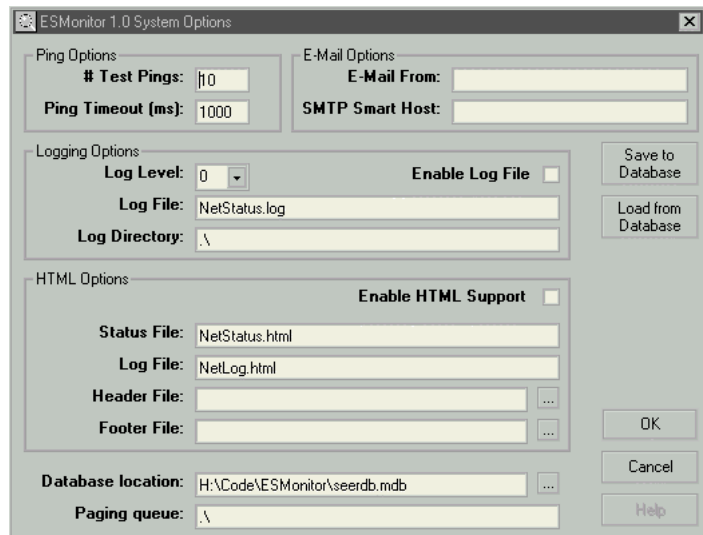 ESMonitor 1.0 System Options
Ping Options
# Test Pings: 10
Ping Timeout (ms): 1000
E-Mail Options
E-Mail From:
SMTP Smart Host:
Logging Options
Log Level: 0
Enable Log File
Log File: NetStatus.log
Log Directory: .\
Save to Database
Load from Database
HTML Options
Enable HTML Support
Status File: NetStatus.html
Log File: NetLog.html
Header File:
...
Footer File:
...
Database location: H:\Code\ESMonitor\seerdb.mdb
...
Paging queue: .\
OK
Cancel
Help